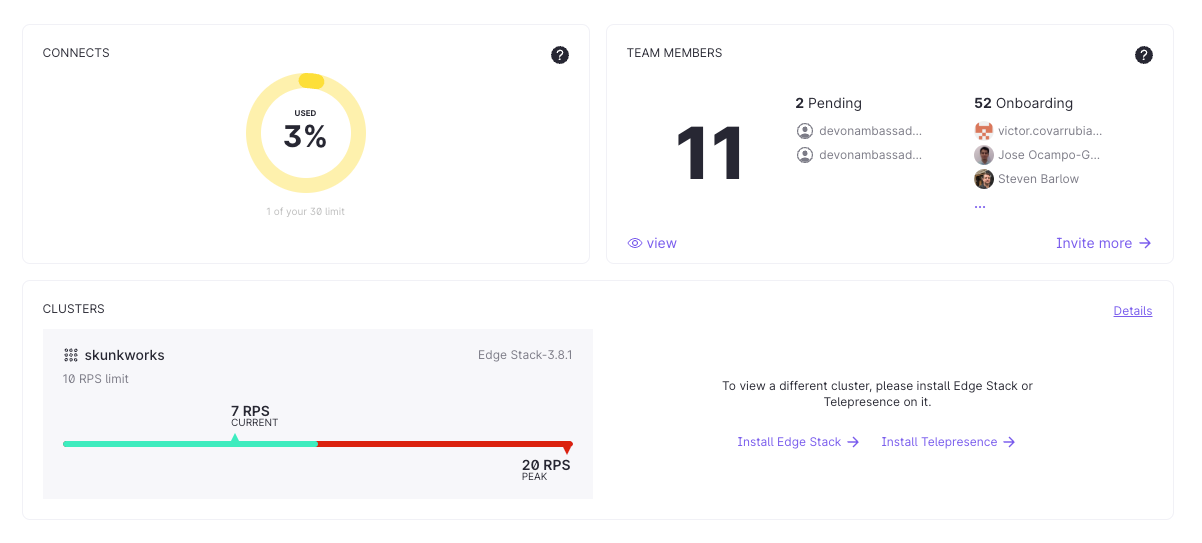 CONNECTS
?
USED
3%
1 of your 30 limit
TEAM MEMBERS
?
11
2 Pending
devonambassad...
devonambassad...
52 Onboarding
victor.covarrubia...
Jose Ocampo-G...
Steven Barlow
...
view
Invite more
CLUSTERS
Details
skunkworks
Edge Stack-3.8.1
10 RPS limit
7 RPS
CURRENT
20 RPS
PEAK
To view a different cluster, please install Edge Stack or
Telepresence on it.
Install Edge Stack
Install Telepresence